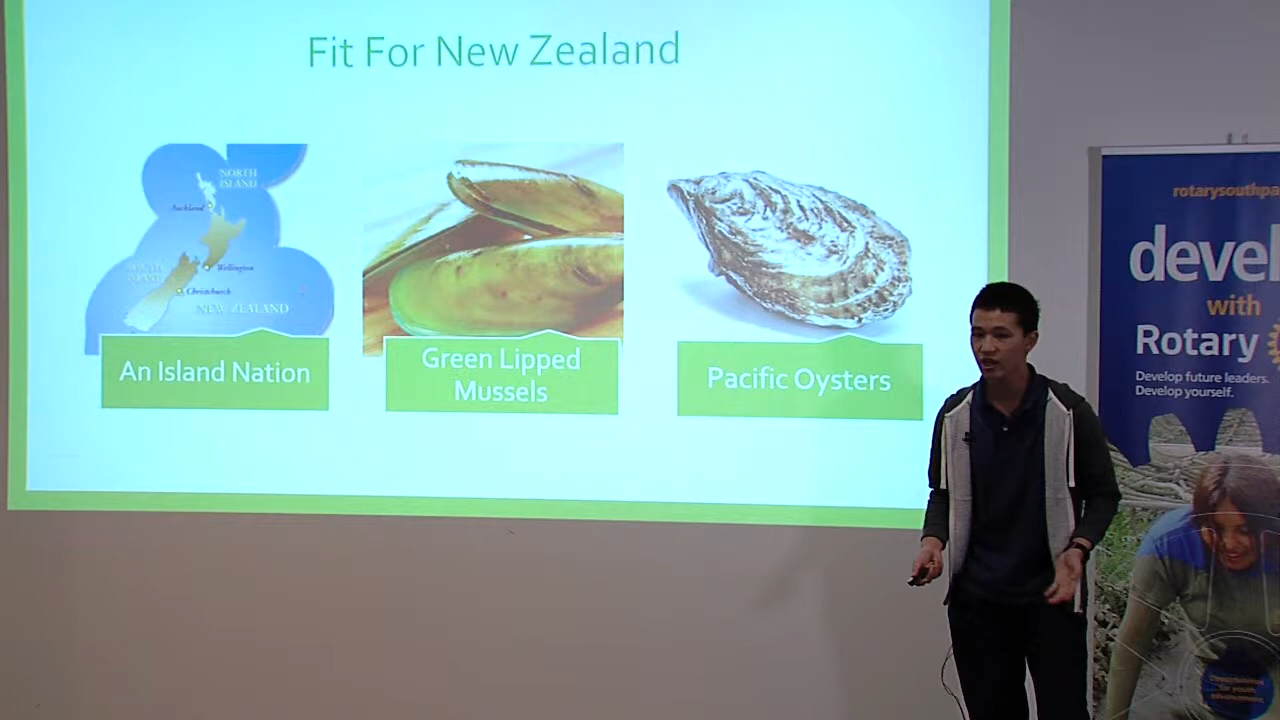 Fit For New Zealand
NORTH
ISLAND
Auckland
SOUTH
ISLAND
Wellington
Christchurch
NEW ZEALAND
An Island Nation
Green Lipped
Mussels
Pacific Oysters
rotarysouthpa
devel
with
Rotary
Develop future leaders.
Develop yourself.